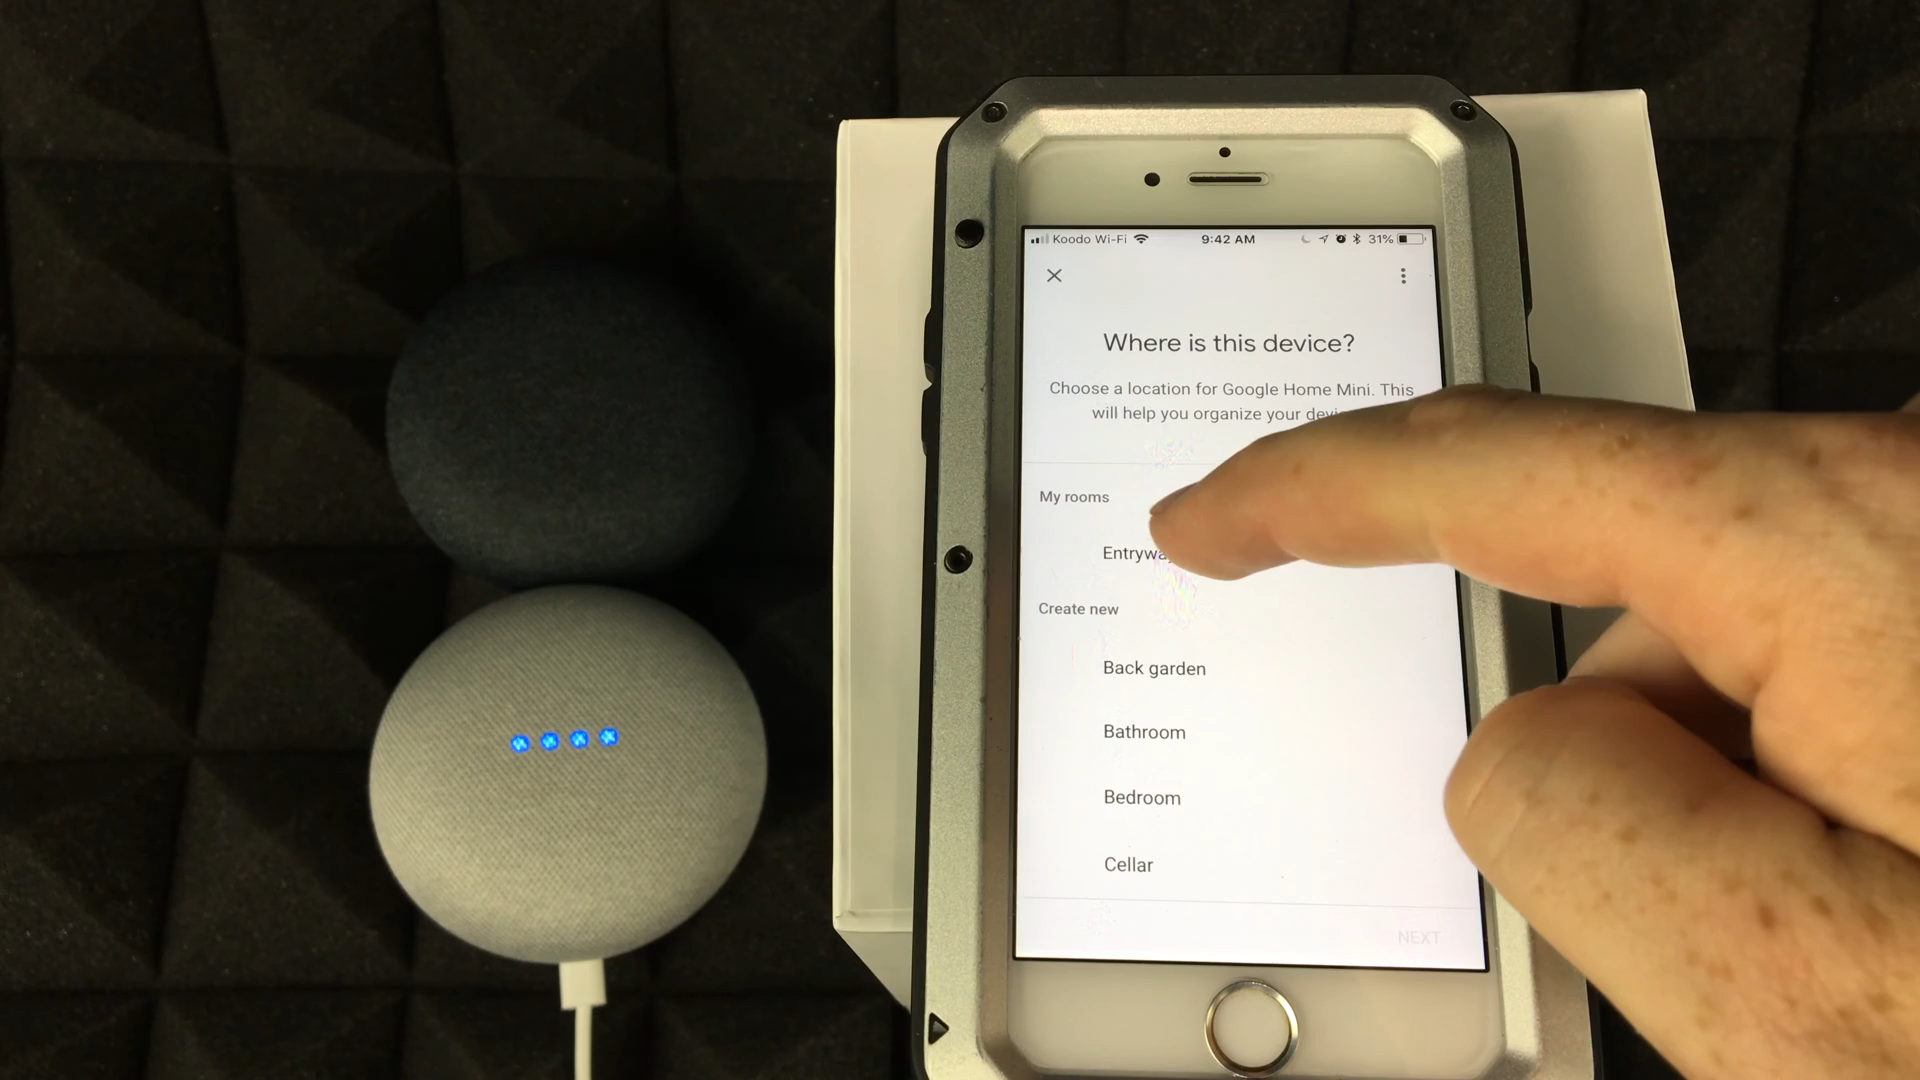 Koodo Wi-Fi 9:42 AM 31%
Where is this device?
Choose a location for Google Home Mini. This
will help you organize your
My rooms
Create new
Back garden
Bathroom
Bedroom
Cellar
NEXT